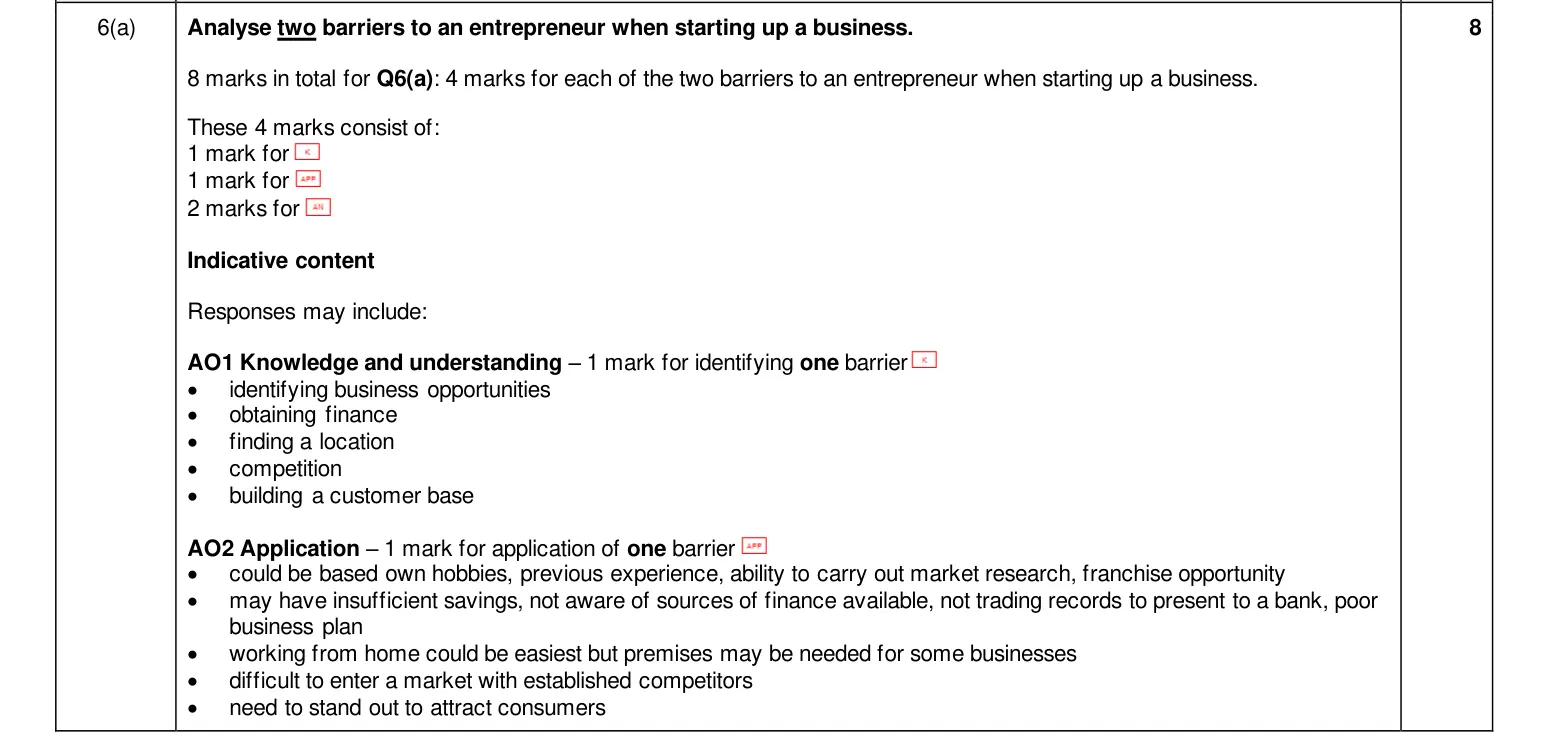 6(a) Analyse two barriers to an entrepreneur when starting up a business. 8
8 marks in total for Q6(a): 4 marks for each of the two barriers to an entrepreneur when starting up a business.
These 4 marks consist of:
1 mark for K
1 mark for APP
2 marks for AN
Indicative content
Responses may include:
AO1 Knowledge and understanding – 1 mark for identifying one barrier K
• identifying business opportunities
• obtaining finance
• finding a location
• competition
• building a customer base
AO2 Application – 1 mark for application of one barrier APP
• could be based own hobbies, previous experience, ability to carry out market research, franchise opportunity
• may have insufficient savings, not aware of sources of finance available, not trading records to present to a bank, poor
business plan
• working from home could be easiest but premises may be needed for some businesses
• difficult to enter a market with established competitors
• need to stand out to attract consumers